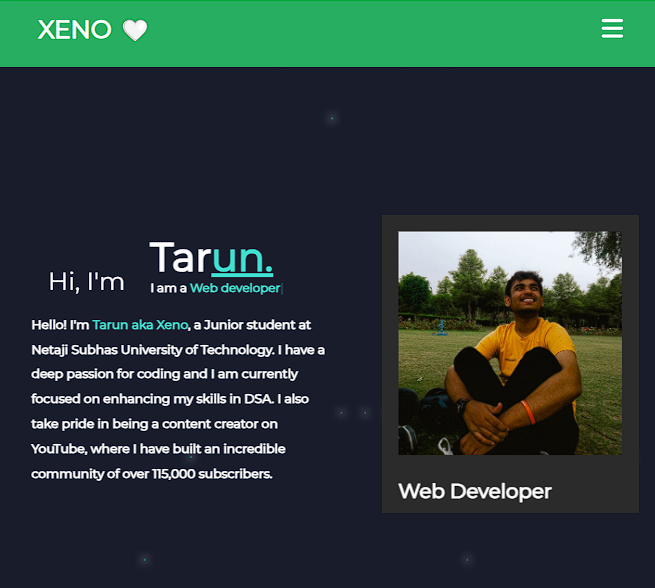 XENO
Hi, I'm
Tarun.
I am a Web developer
Hello! I'm Tarun aka Xeno, a Junior student at
Netaji Subhas University of Technology. I have a
deep passion for coding and I am currently
focused on enhancing my skills in DSA. I also
take pride in being a content creator on
YouTube, where I have built an incredible
community of over 115,000 subscribers.
Web Developer